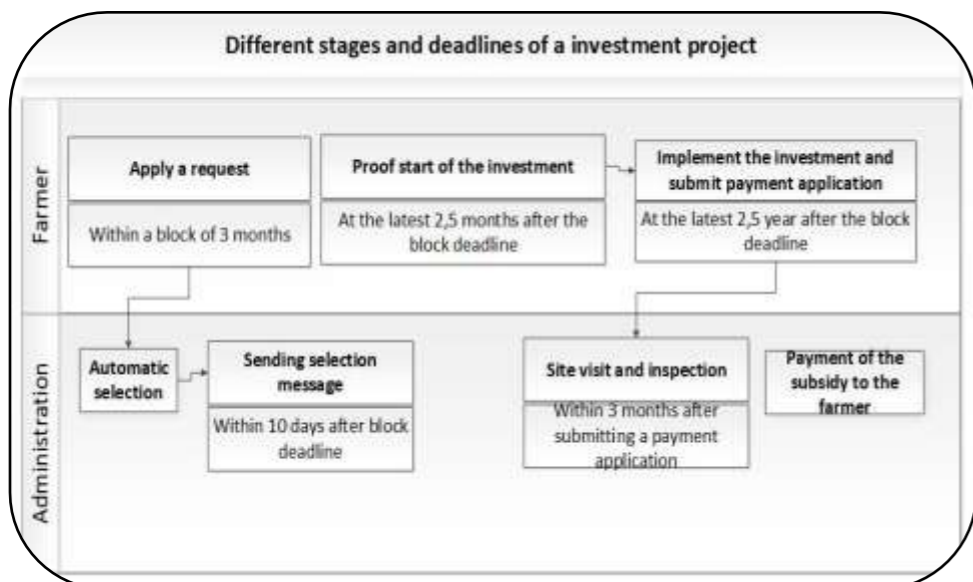 Different stages and deadlines of a investment project
Farmer
Apply a request
Within a block of 3 months
Proof start of the investment
At the latest 2,5 months after the
block deadline
Implement the investment and
submit payment application
At the latest 2,5 year after the block
deadline
Administration
Automatic
selection
Sending selection
message
Within 10 days after block
deadline
Site visit and inspection
Within 3 months after
submitting a payment
application
Payment of the
subsidy to the
farmer